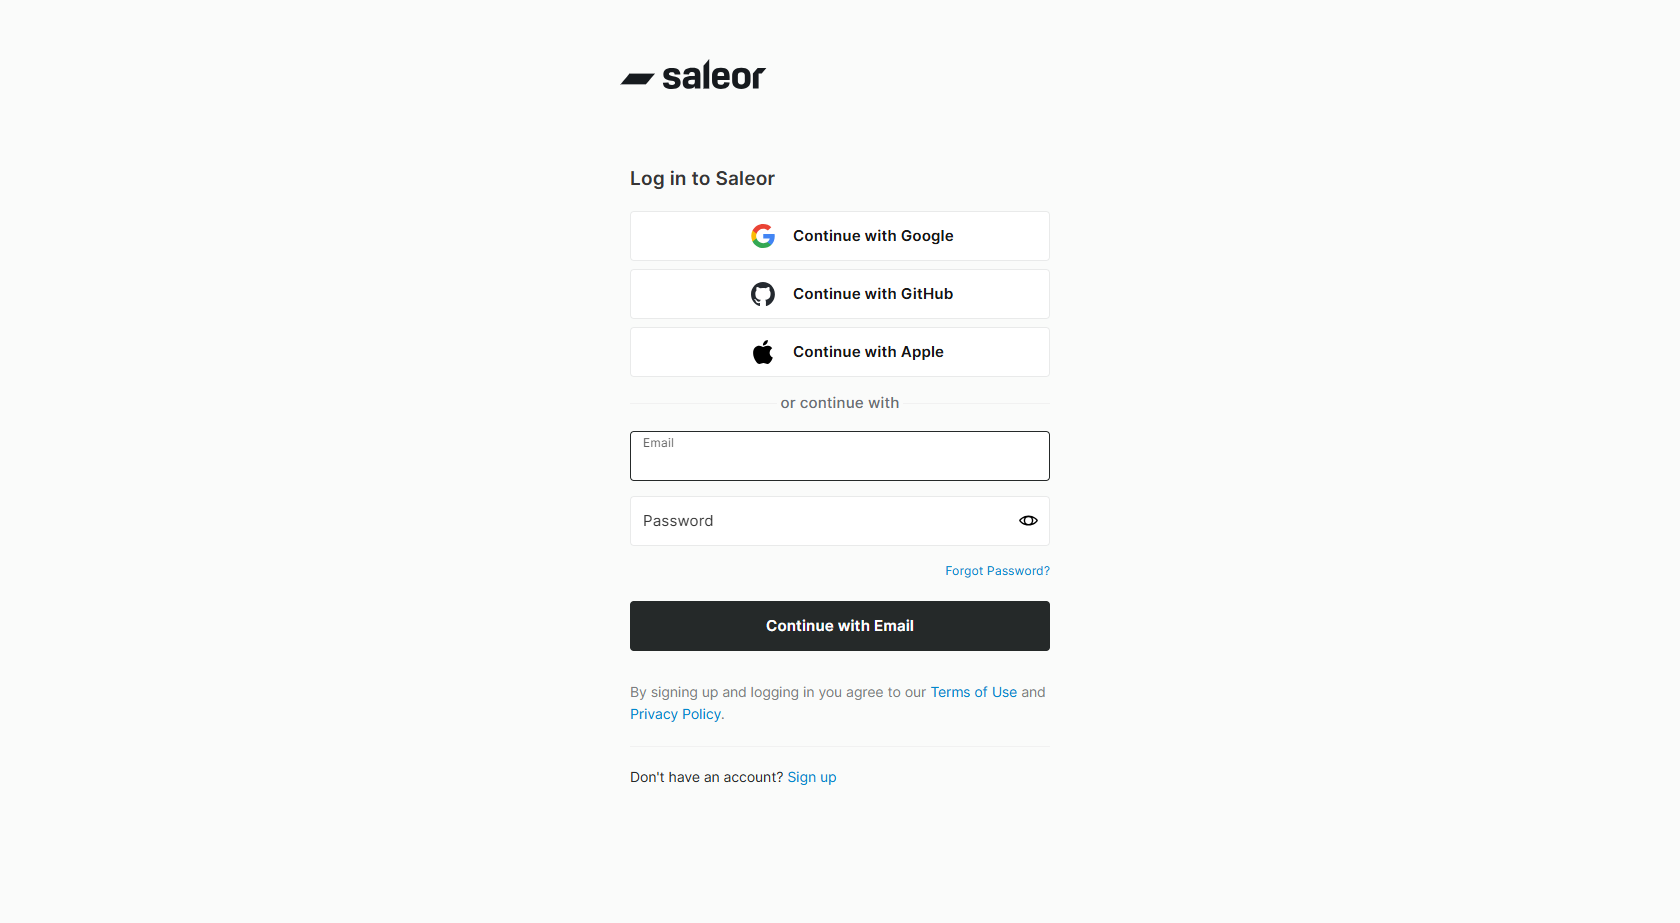 saleor
Log in to Saleor
Continue with Google
Continue with GitHub
Continue with Apple
or continue with
Email
Password
Forgot Password?
Continue with Email
By signing up and logging in you agree to our Terms of Use and
Privacy Policy.
Don't have an account? Sign up